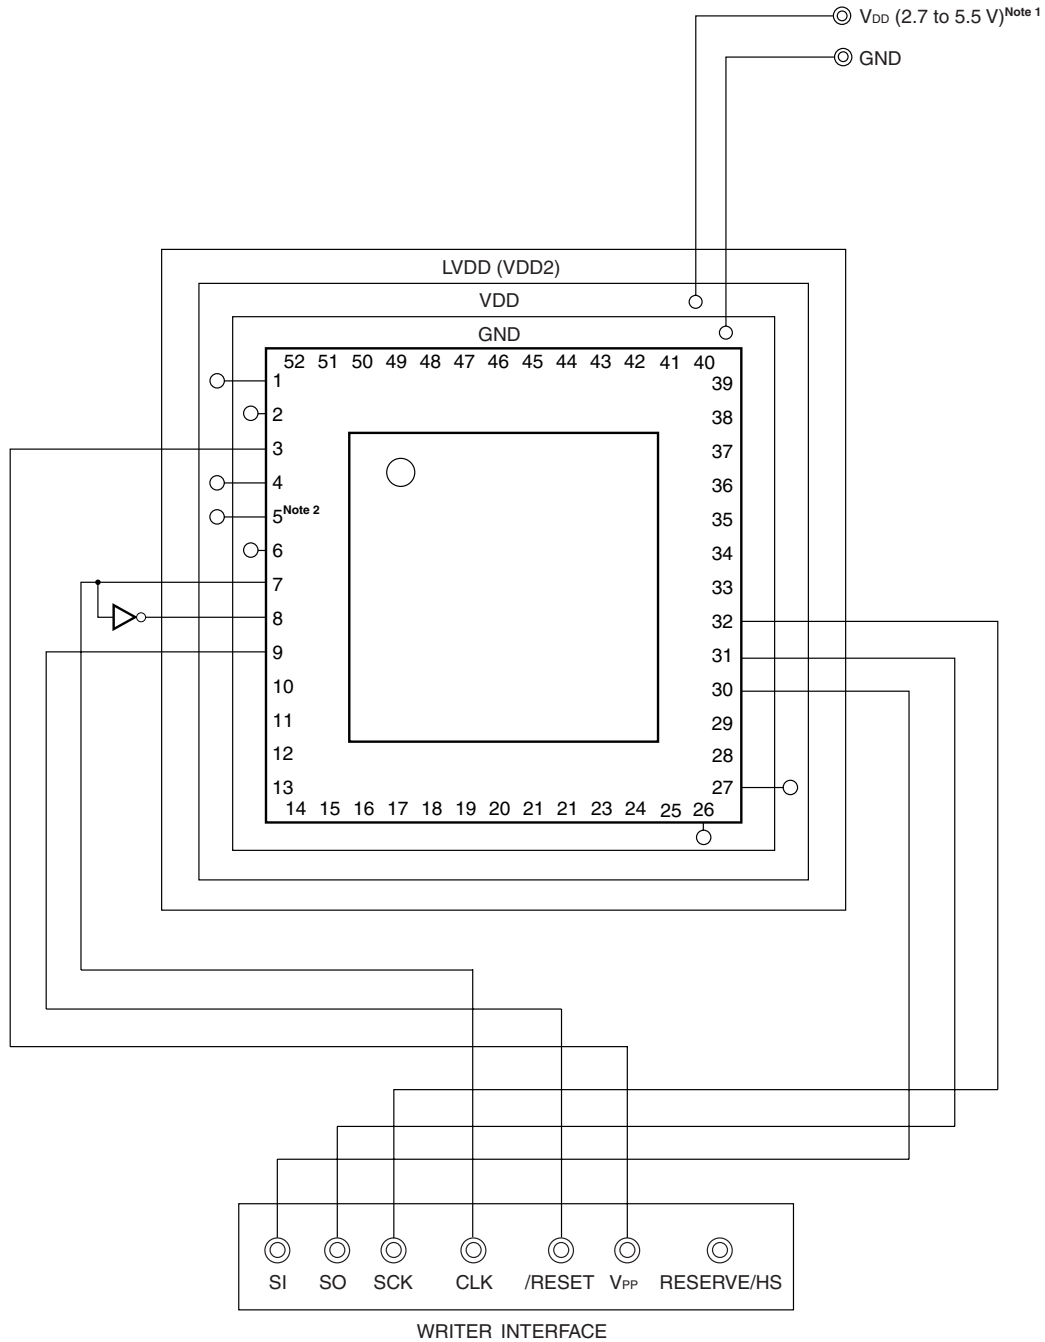 VDD (2.7 to 5.5 V)Note 1
GND
LVDD (VDD2)
VDD
GND
52 51 50 49 48 47 46 45 44 43 42 41 40
1
2
3
4
5Note 2
6
7
8
9
10
11
12
13
39
38
37
36
35
34
33
32
31
30
29
28
27
14 15 16 17 18 19 20 21 21 23 24 25 26
SI SO SCK CLK /RESET VPP RESERVE/HS
WRITER INTERFACE